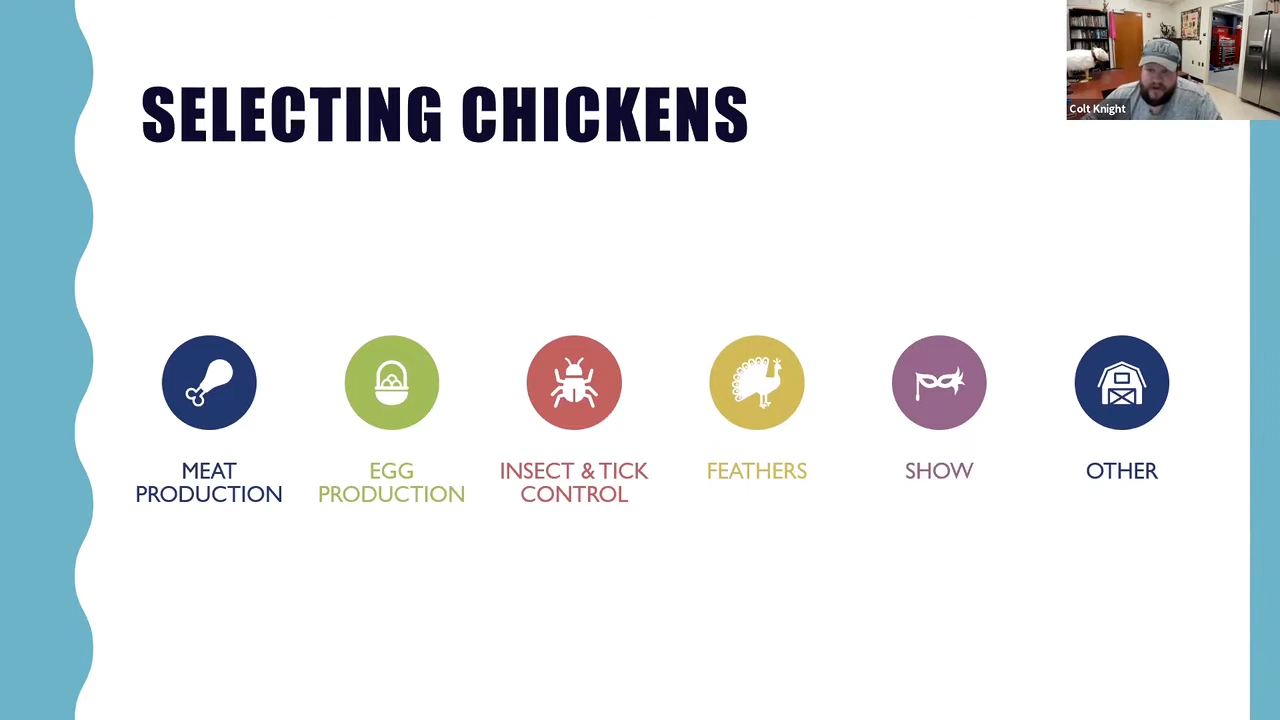 SELECTING CHICKENS
Colt Knight
MEAT
PRODUCTION
EGG
PRODUCTION
INSECT & TICK
CONTROL
FEATHERS
SHOW
OTHER